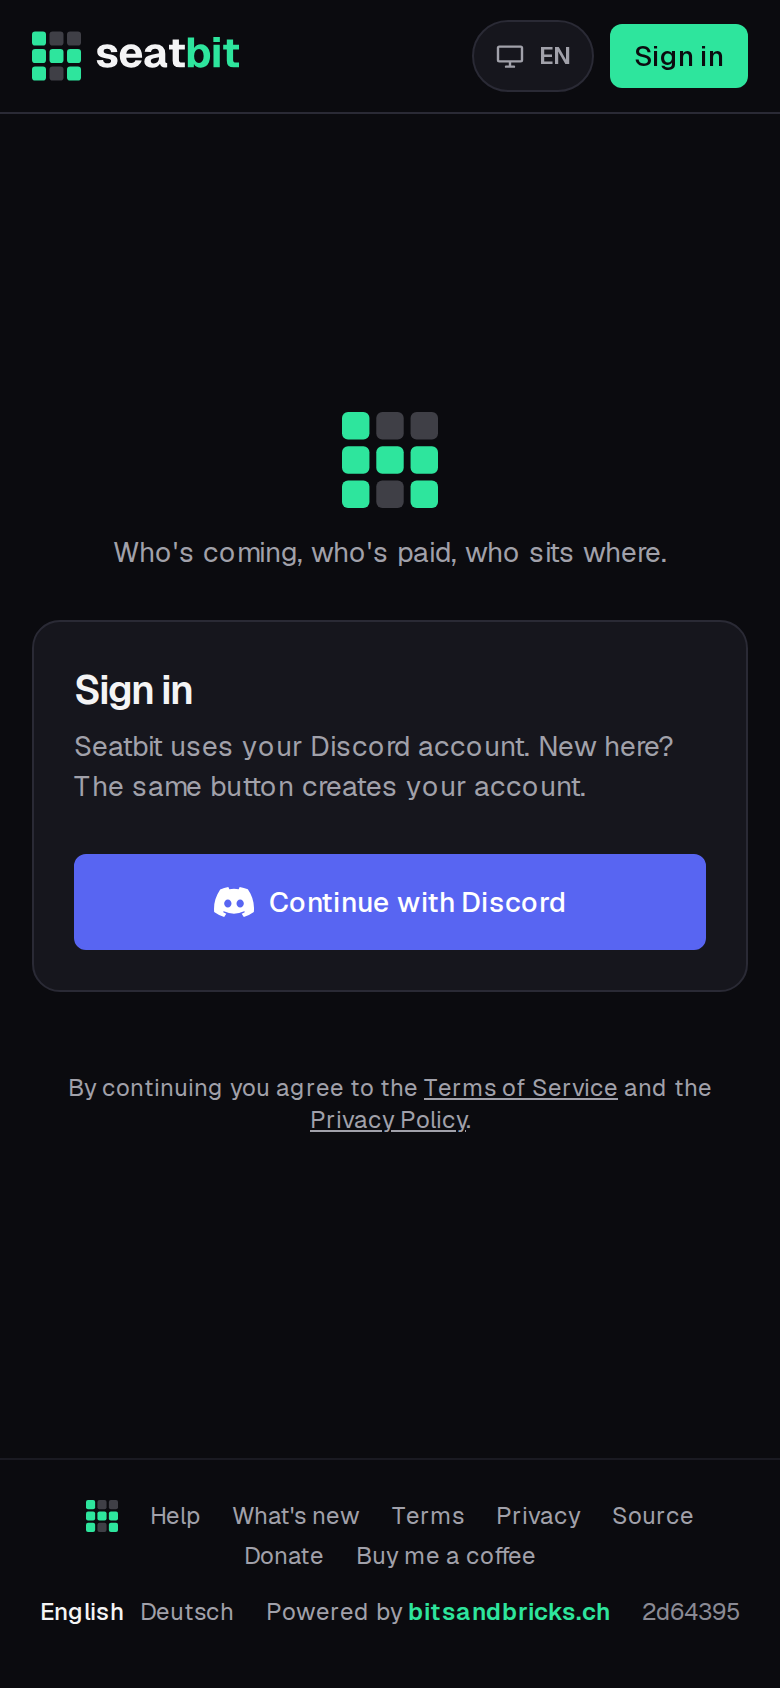 seatbit
EN
Sign in
Who's coming, who's paid, who sits where.
Sign in
Seatbit uses your Discord account. New here?
The same button creates your account.
Continue with Discord
By continuing you agree to the Terms of Service and the
Privacy Policy.
Help What's new Terms Privacy Source
Donate Buy me a coffee
English Deutsch Powered by bitsandbricks.ch 2d64395